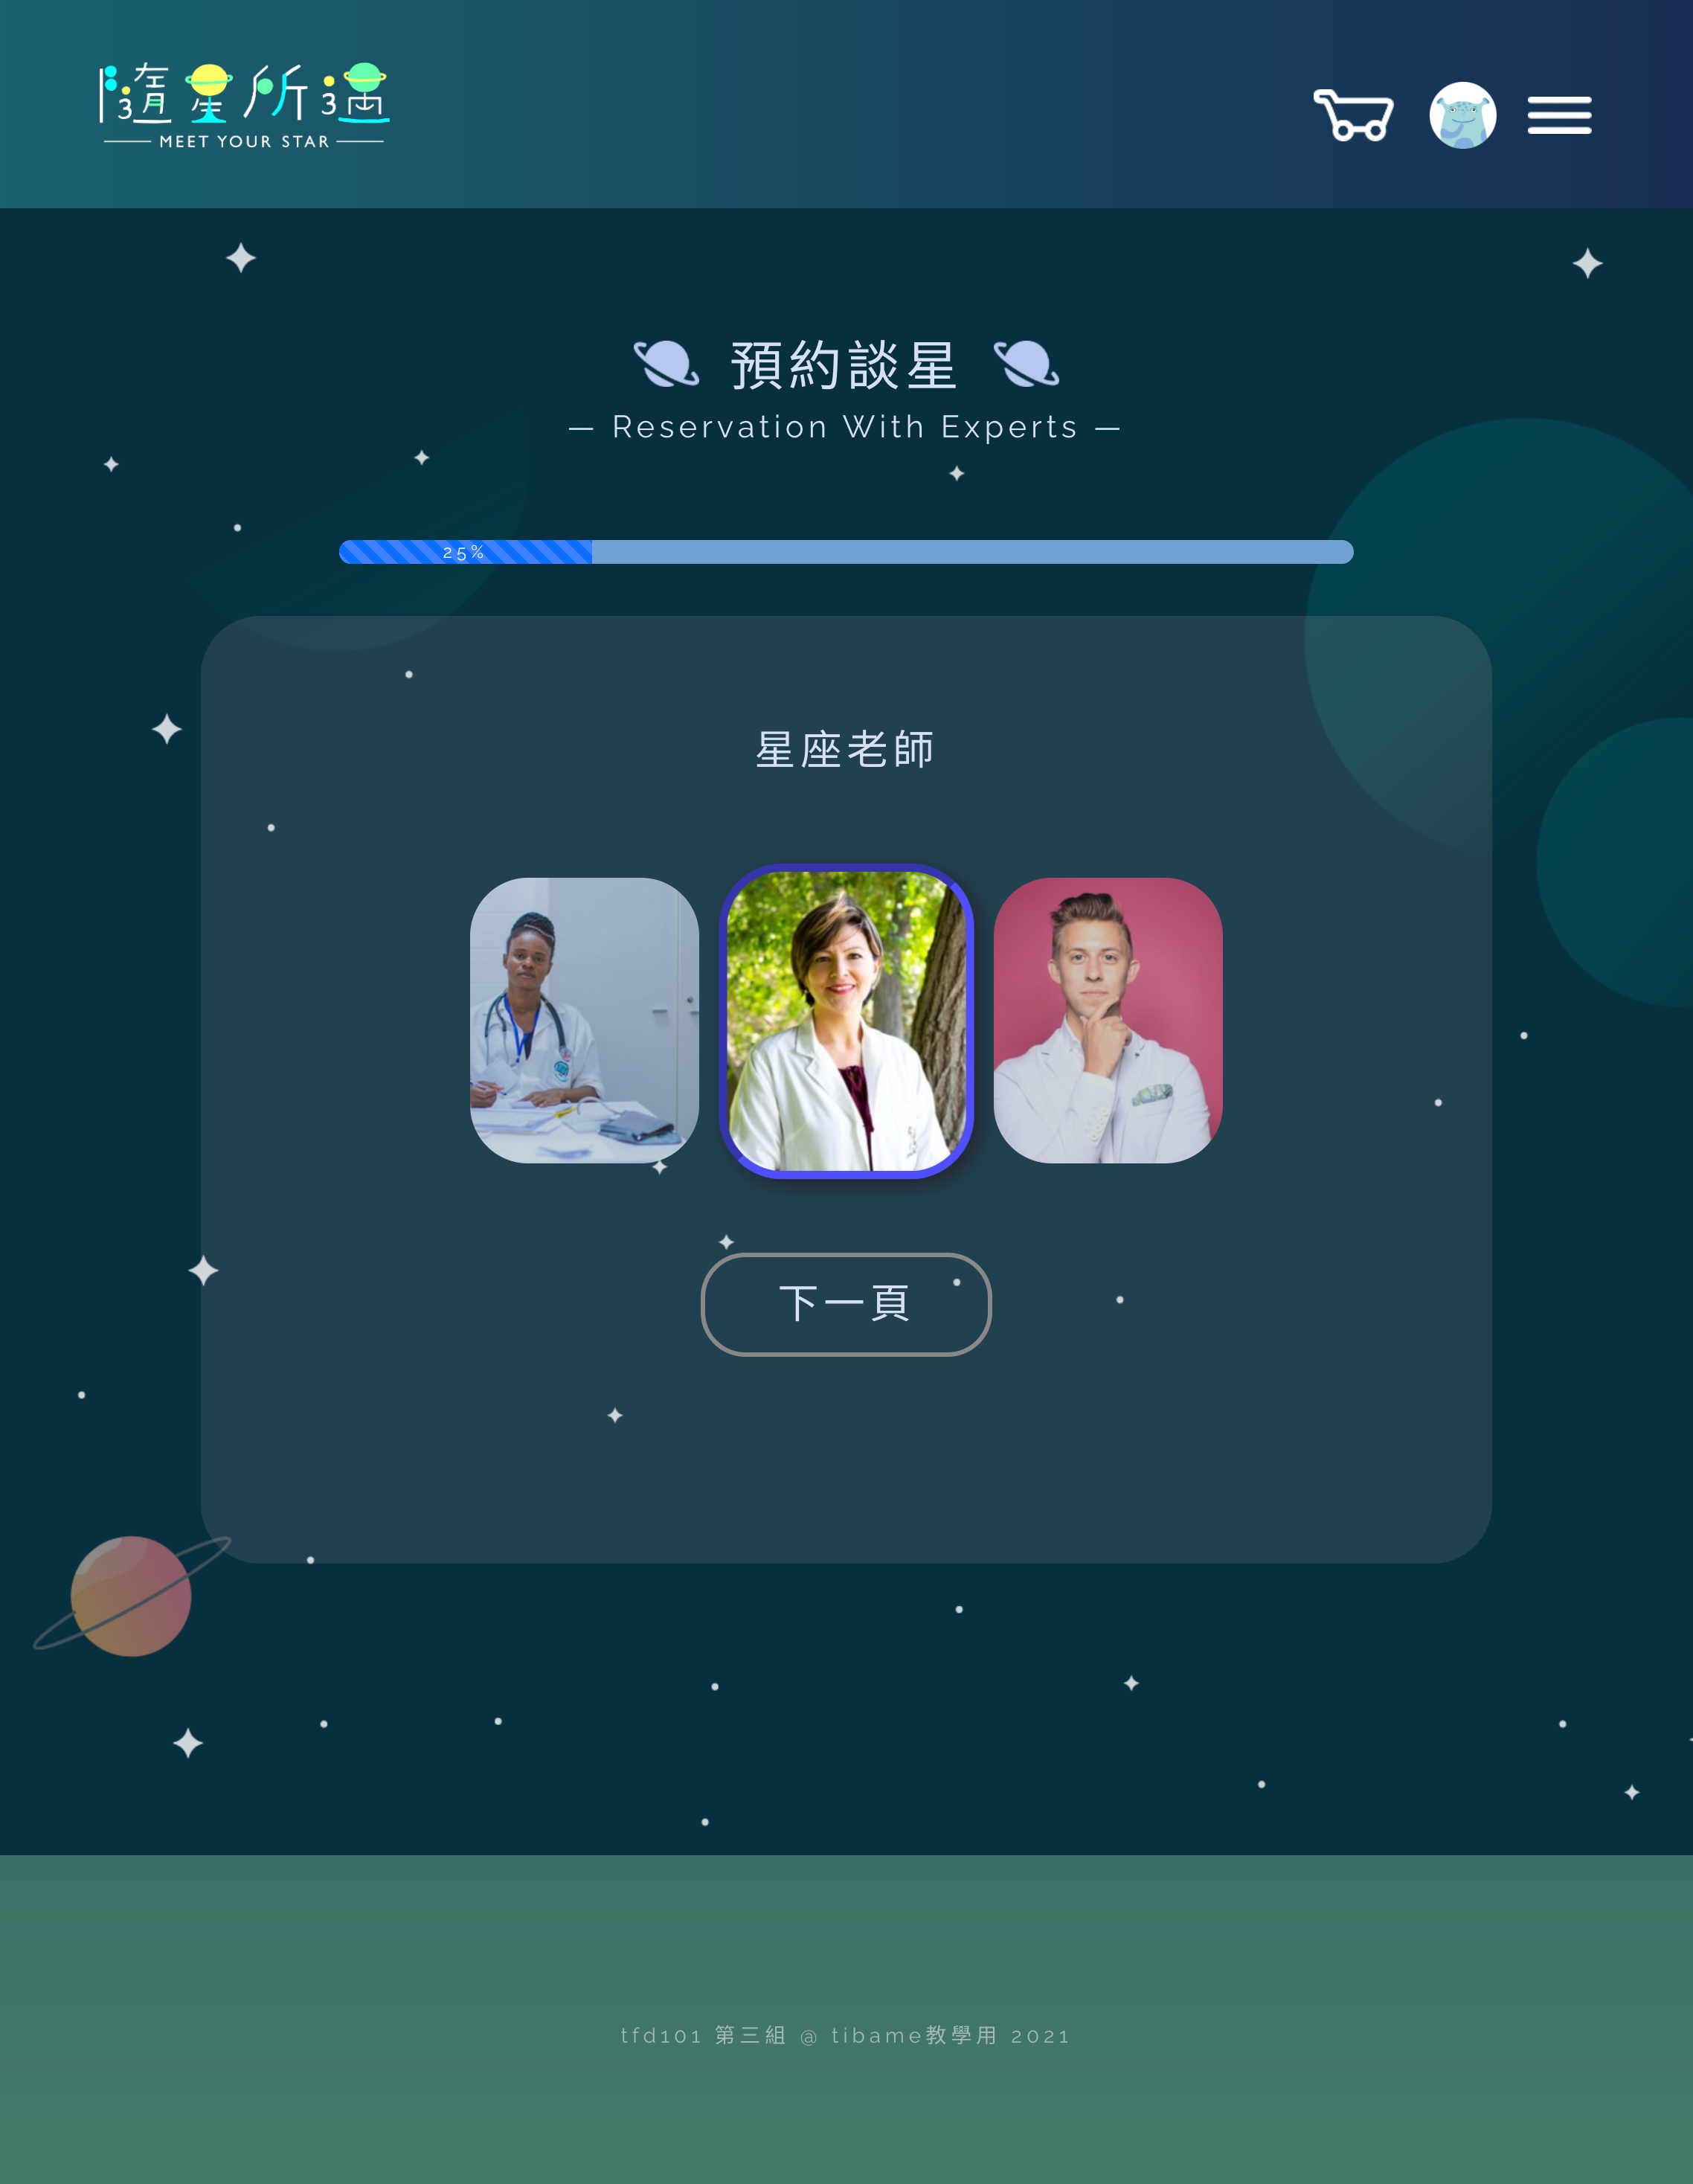 隨星所遇
MEET YOUR STAR
預約談星
— Reservation With Experts —
25%
星座老師
下一頁
tfd101 第三組 @ tibame教學用 2021